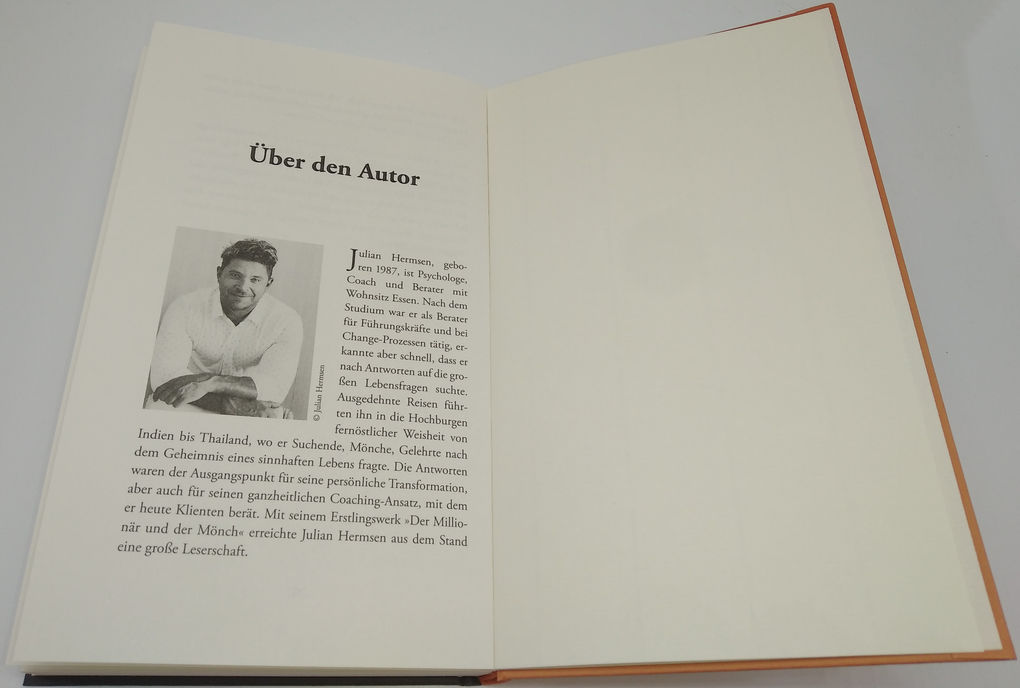 Über den Autor
Julian Hermsen, gebo-
ren 1987, ist Psychologe,
Coach und Berater mit
Wohnsitz Essen. Nach dem
Studium war er als Berater
für Führungskräfte und bei
Change-Prozessen tätig, er-
kannte aber schnell, dass er
nach Antworten auf die gro-
ßen Lebensfragen suchte.
Ausgedehnte Reisen führ-
ten ihn in die Hochburgen
fernöstlicher Weisheit von
© Julian Hermsen
Indien bis Thailand, wo er Suchende, Mönche, Gelehrte nach
dem Geheimnis eines sinnhaften Lebens fragte. Die Antworten
waren der Ausgangspunkt für seine persönliche Transformation,
aber auch für seinen ganzheitlichen Coaching-Ansatz, mit dem
er heute Klienten berät. Mit seinem Erstlingswerk »Der Millio-
när und der Mönch« erreichte Julian Hermsen aus dem Stand
eine große Leserschaft.